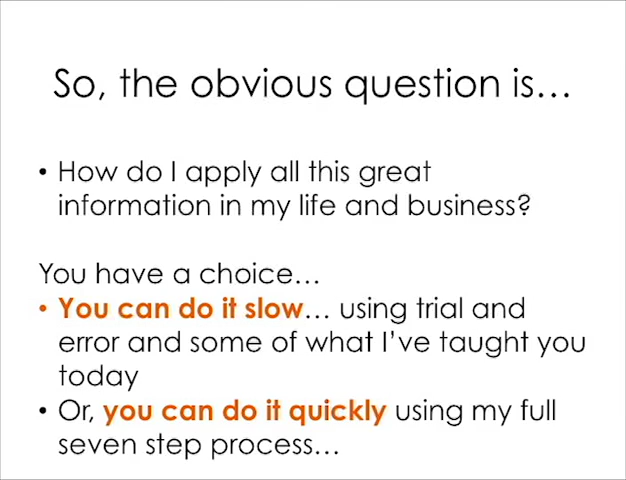 So, the obvious question is…
• How do I apply all this great
information in my life and business?
You have a choice…
• You can do it slow… using trial and
error and some of what I’ve taught you
today
• Or, you can do it quickly using my full
seven step process…